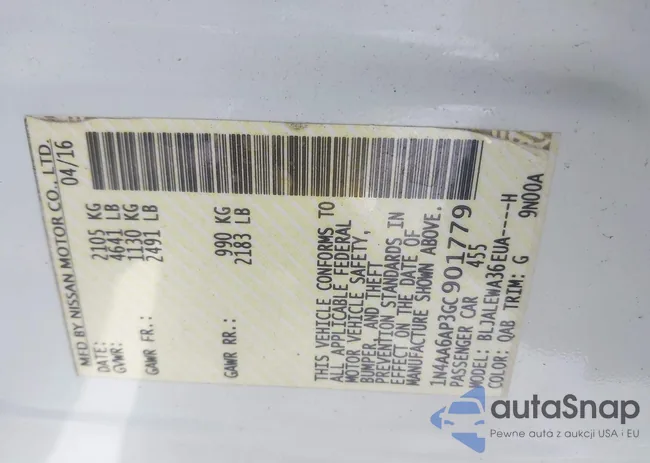 MFD BY NISSAN MOTOR CO., LTD.
DATE: 04/16
GVWR: 2105 KG
4641 LB
GAWR FR.: 1130 KG
2491 LB
GAWR RR.: 990 KG
2183 LB
THIS VEHICLE CONFORMS TO
ALL APPLICABLE FEDERAL
MOTOR VEHICLE SAFETY,
BUMPER, AND THEFT
PREVENTION STANDARDS IN
EFFECT ON THE DATE OF
MANUFACTURE SHOWN ABOVE.
1N4AA6AP3GC901779
PASSENGER CAR 455
MODEL: BLJALEWA36EUA----H
COLOR: QAB TRIM: G 9N00A
autaSnap
Pewne auta z aukcji USA i EU